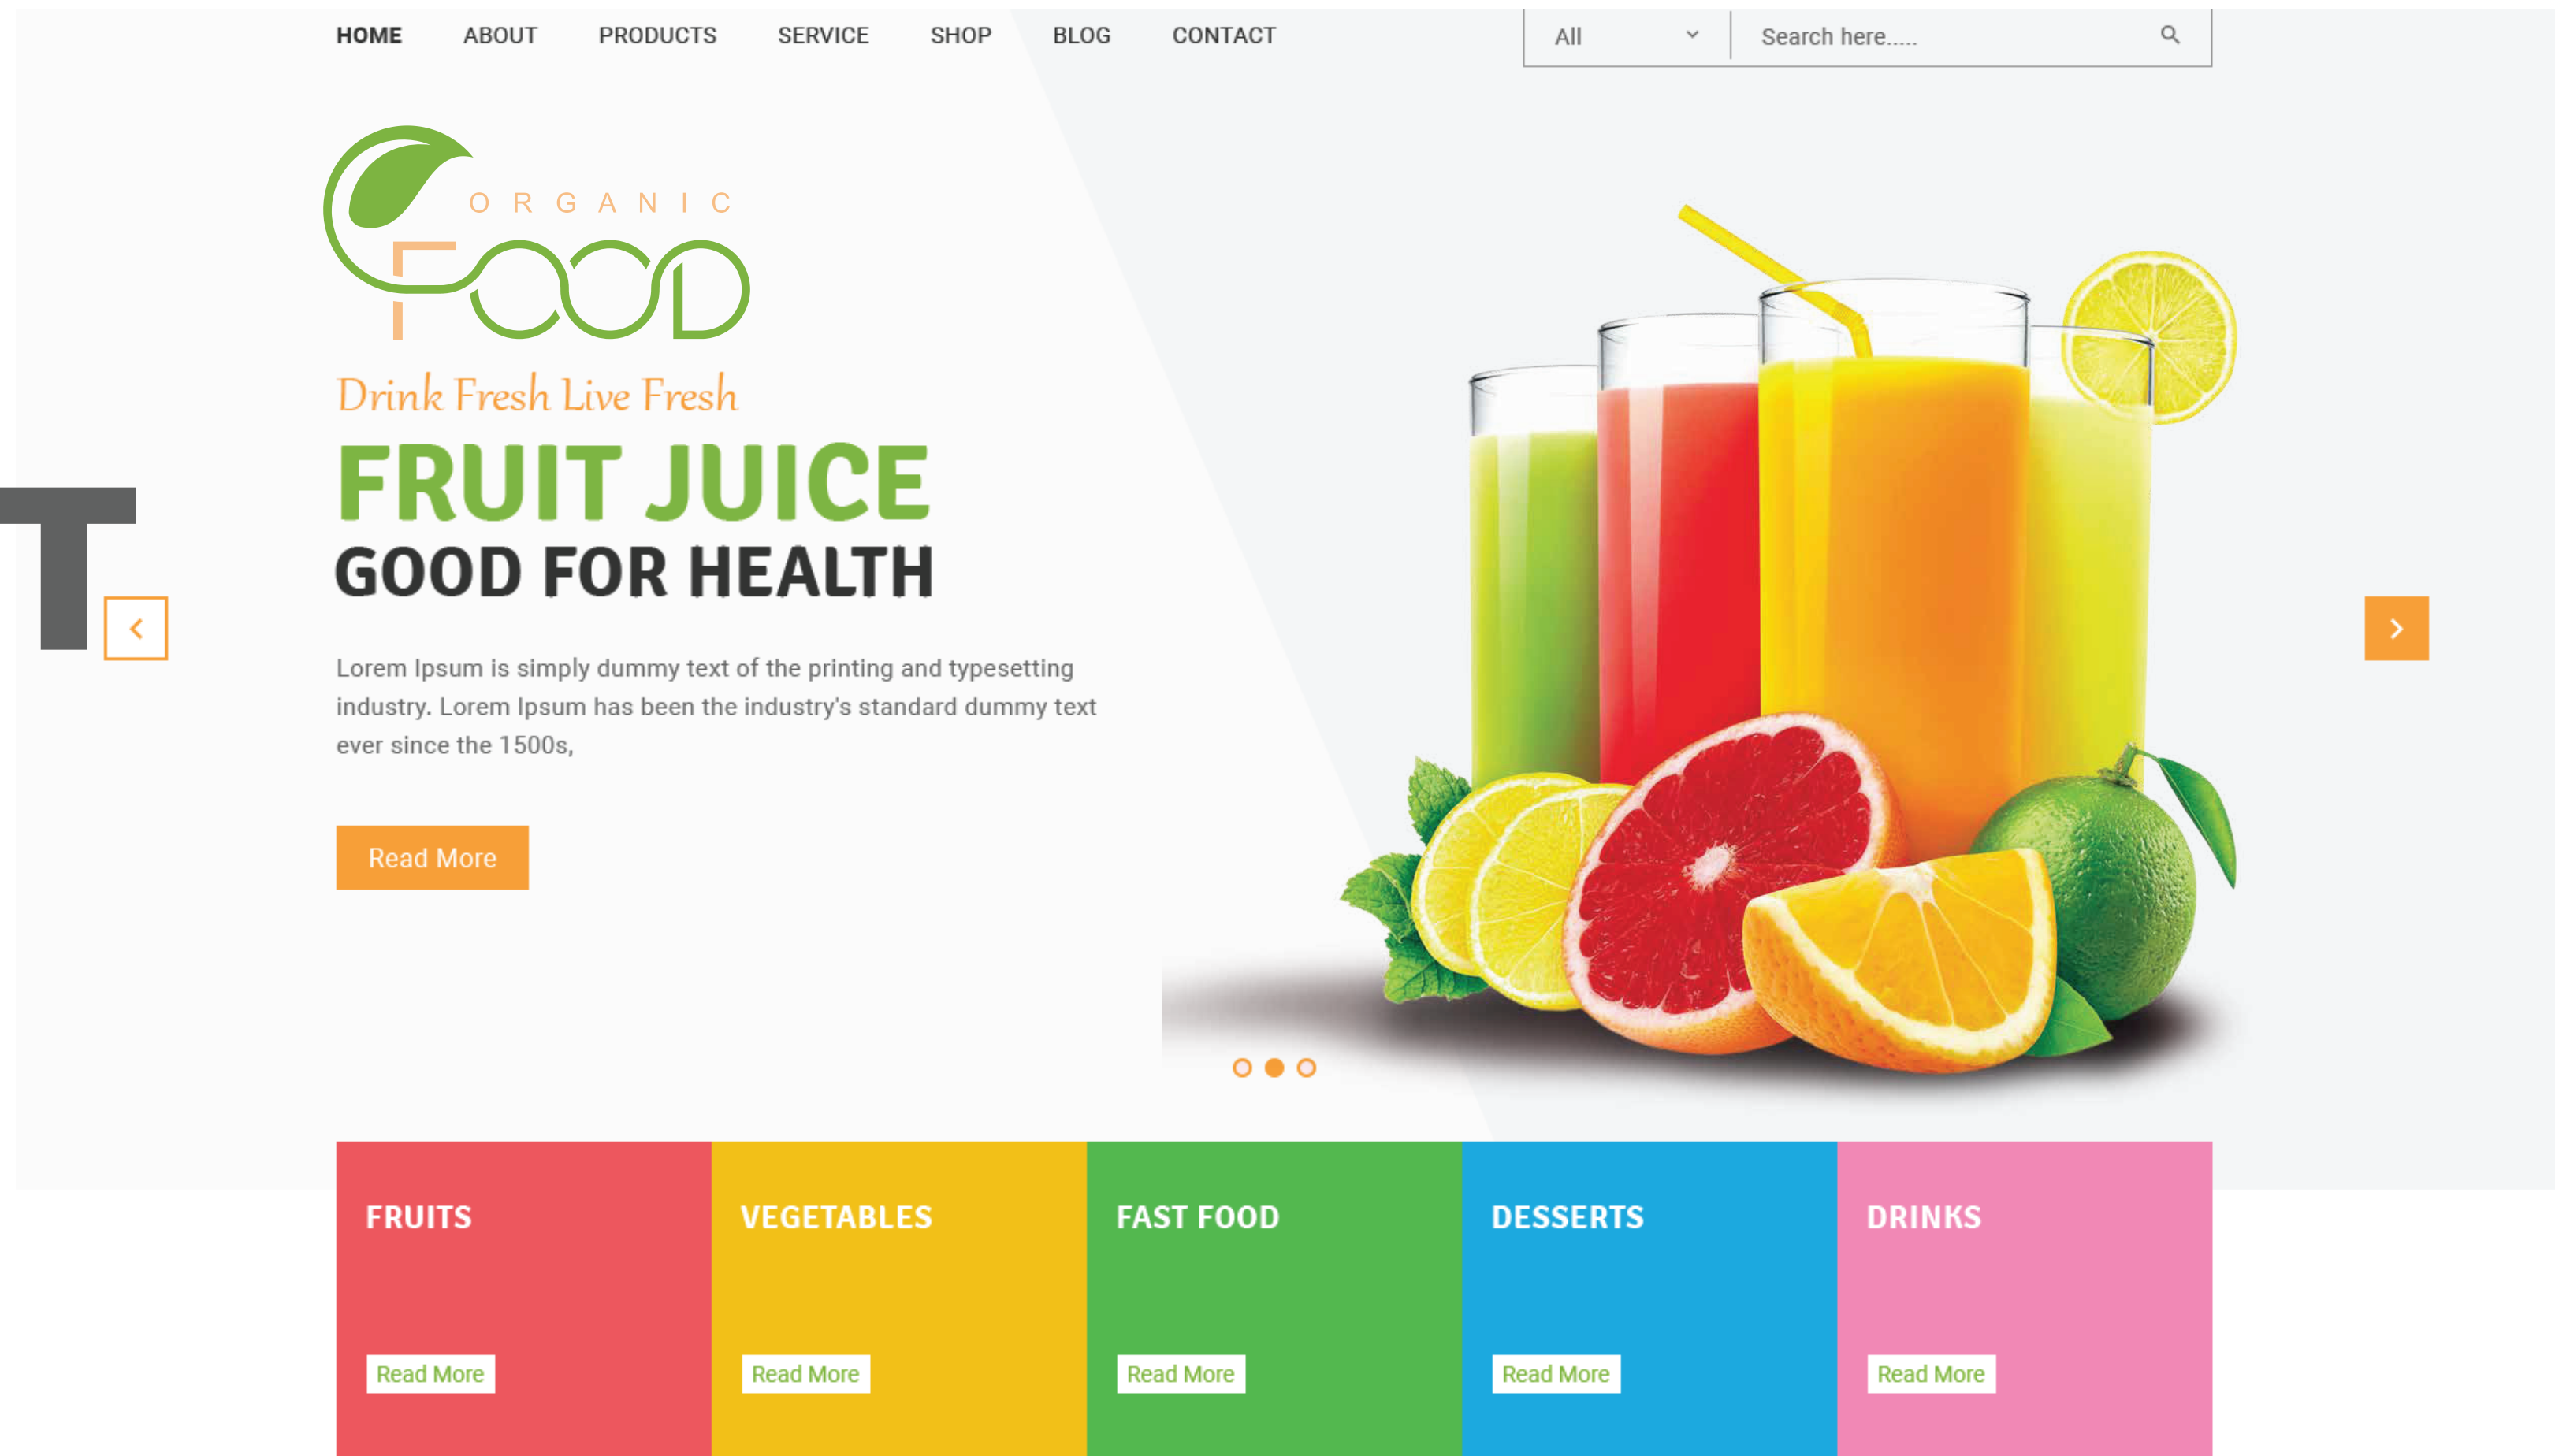 HOME ABOUT PRODUCTS SERVICE SHOP BLOG CONTACT All Search here.....
ORGANIC
FOOD
Drink Fresh Live Fresh
FRUIT JUICE
GOOD FOR HEALTH
T
Lorem Ipsum is simply dummy text of the printing and typesetting
industry. Lorem Ipsum has been the industry's standard dummy text
ever since the 1500s,
Read More
FRUITS VEGETABLES FAST FOOD DESSERTS DRINKS
Read More Read More Read More Read More Read More